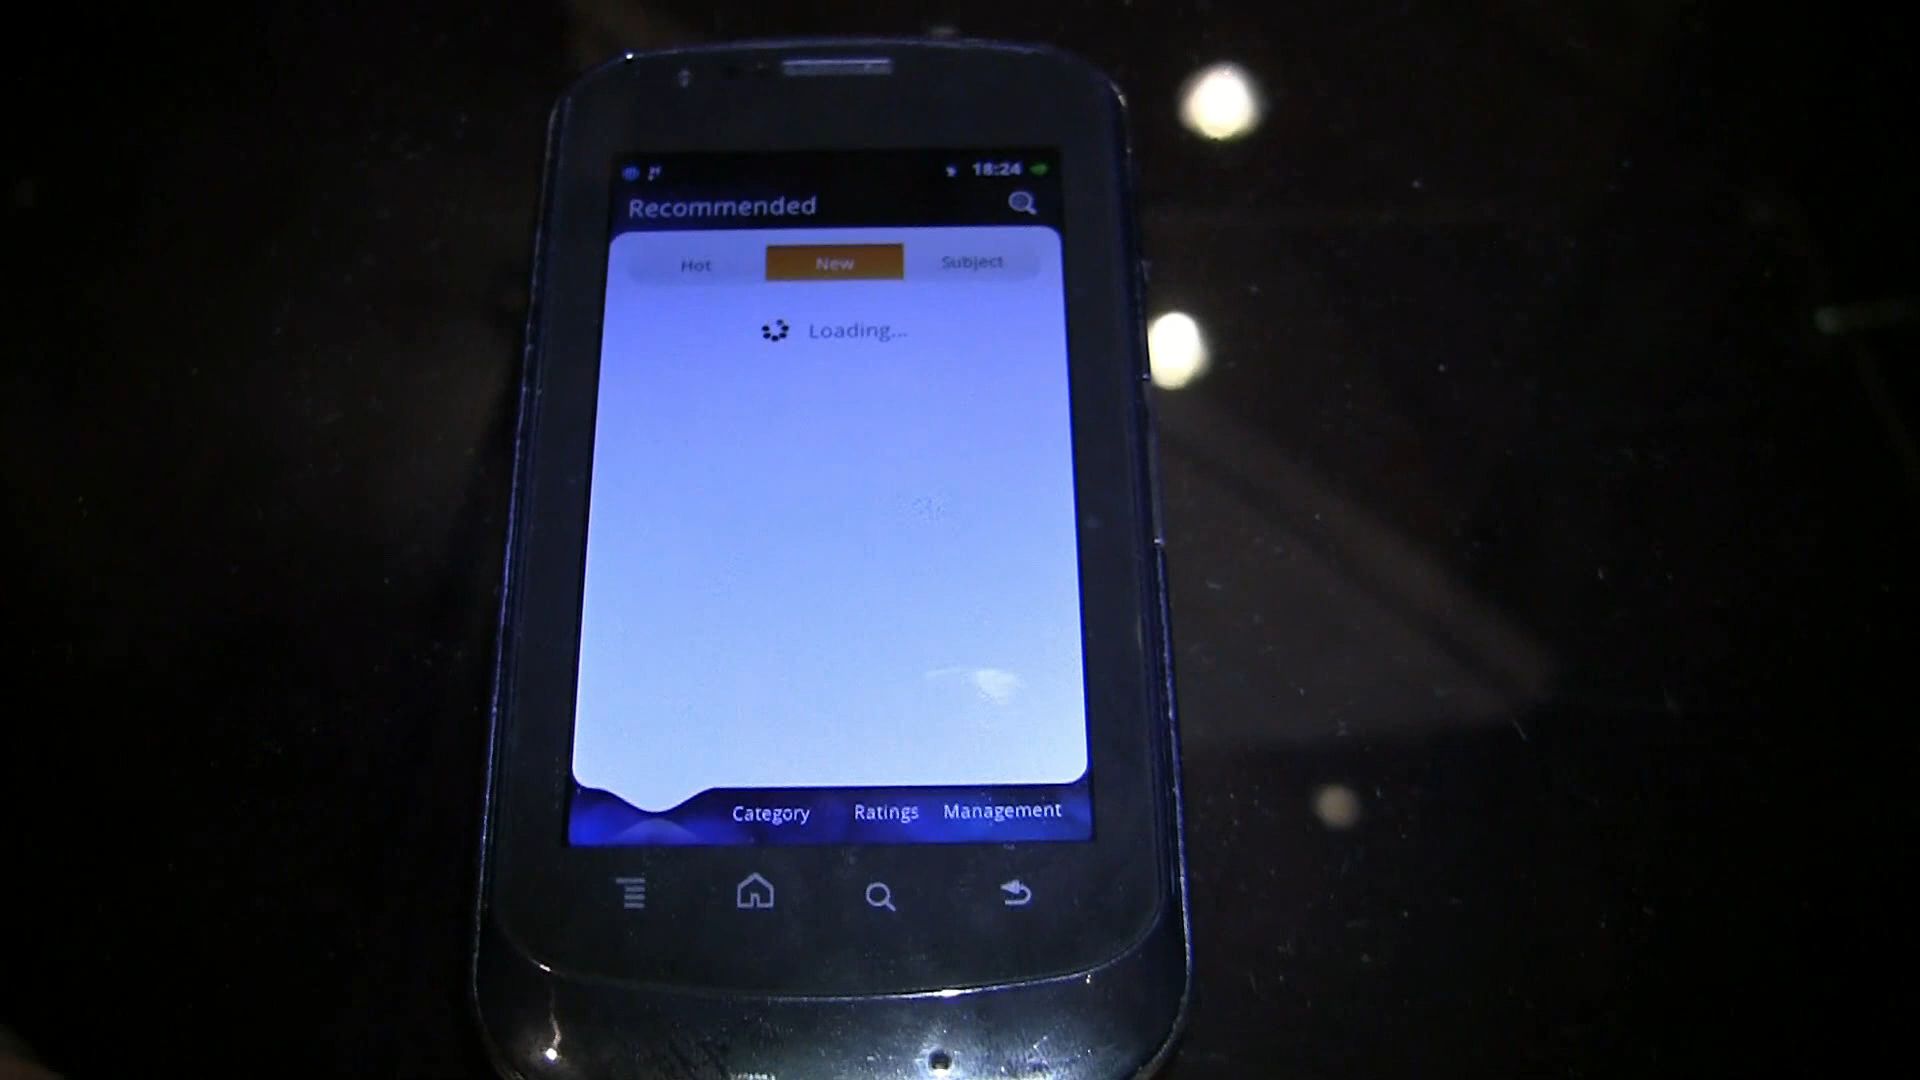 18:24
Recommended
Hot New Subject
Loading...
Category Ratings Management